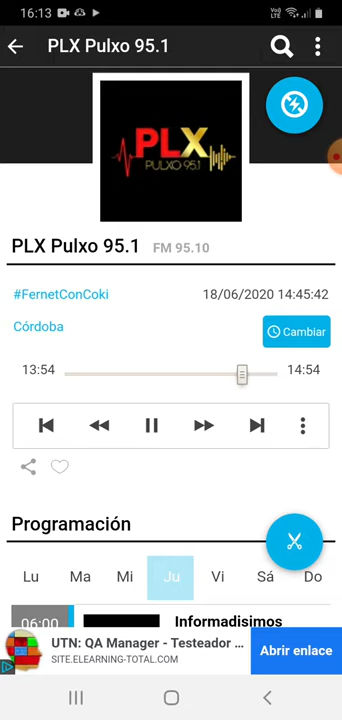 16:13
Vo)) LTE
PLX Pulxo 95.1
PLX
PULXO 95.1
PLX Pulxo 95.1 FM 95.10
#FernetConCoki 18/06/2020 14:45:42
Córdoba Cambiar
13:54 14:54
Programación
Lu Ma Mi Ju Vi Sá Do
06:00 Informadisimos
UTN: QA Manager - Testeador ...
SITE.ELEARNING-TOTAL.COM
Abrir enlace